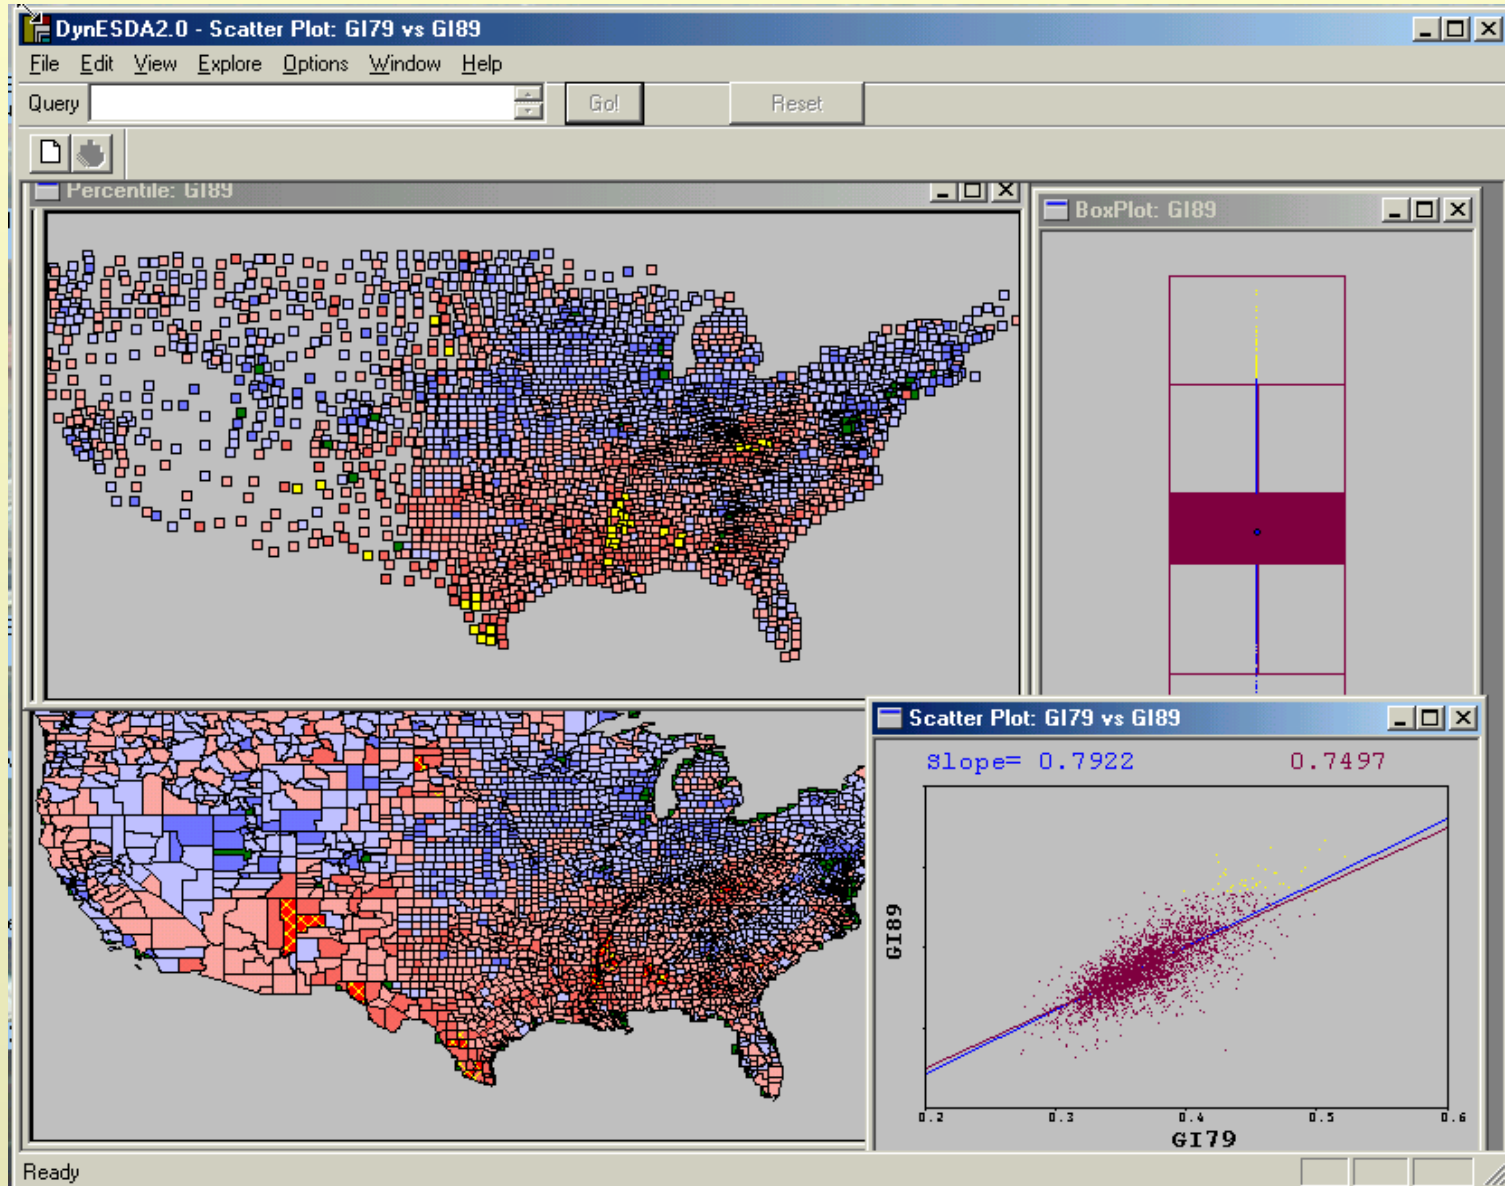 DynESDA2.0 - Scatter Plot: GI79 vs GI89
File Edit View Explore Options Window Help
Query Go! Reset
Percentile: GI89
BoxPlot: GI89
Scatter Plot: GI79 vs GI89
Slope= 0.7922 0.7497
GI89
0.2 0.3 0.4 0.5 0.6
GI79
Ready